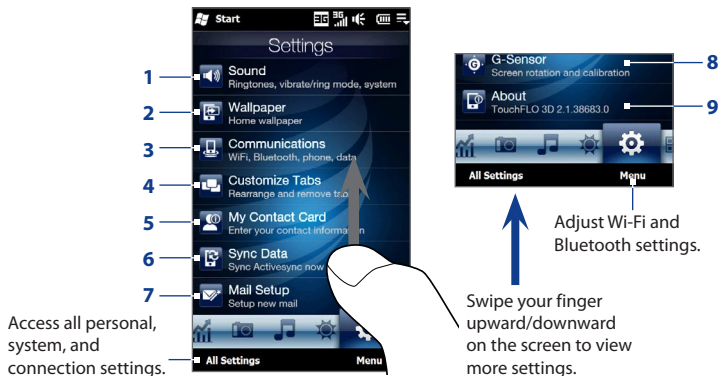 Start
Settings
1
Sound
Ringtones, vibrate/ring mode, system
2
Wallpaper
Home wallpaper
3
Communications
WiFi, Bluetooth, phone, data
4
Customize Tabs
Rearrange and remove tabs
5
My Contact Card
Enter your contact information
6
Sync Data
Sync Activesync now
7
Mail Setup
Setup new mail
All Settings
Menu
Access all personal,
system, and
connection settings.
G-Sensor
Screen rotation and calibration
8
About
TouchFLO 3D 2.1.38683.0
9
All Settings
Menu
Adjust Wi-Fi and
Bluetooth settings.
Swipe your finger
upward/downward
on the screen to view
more settings.